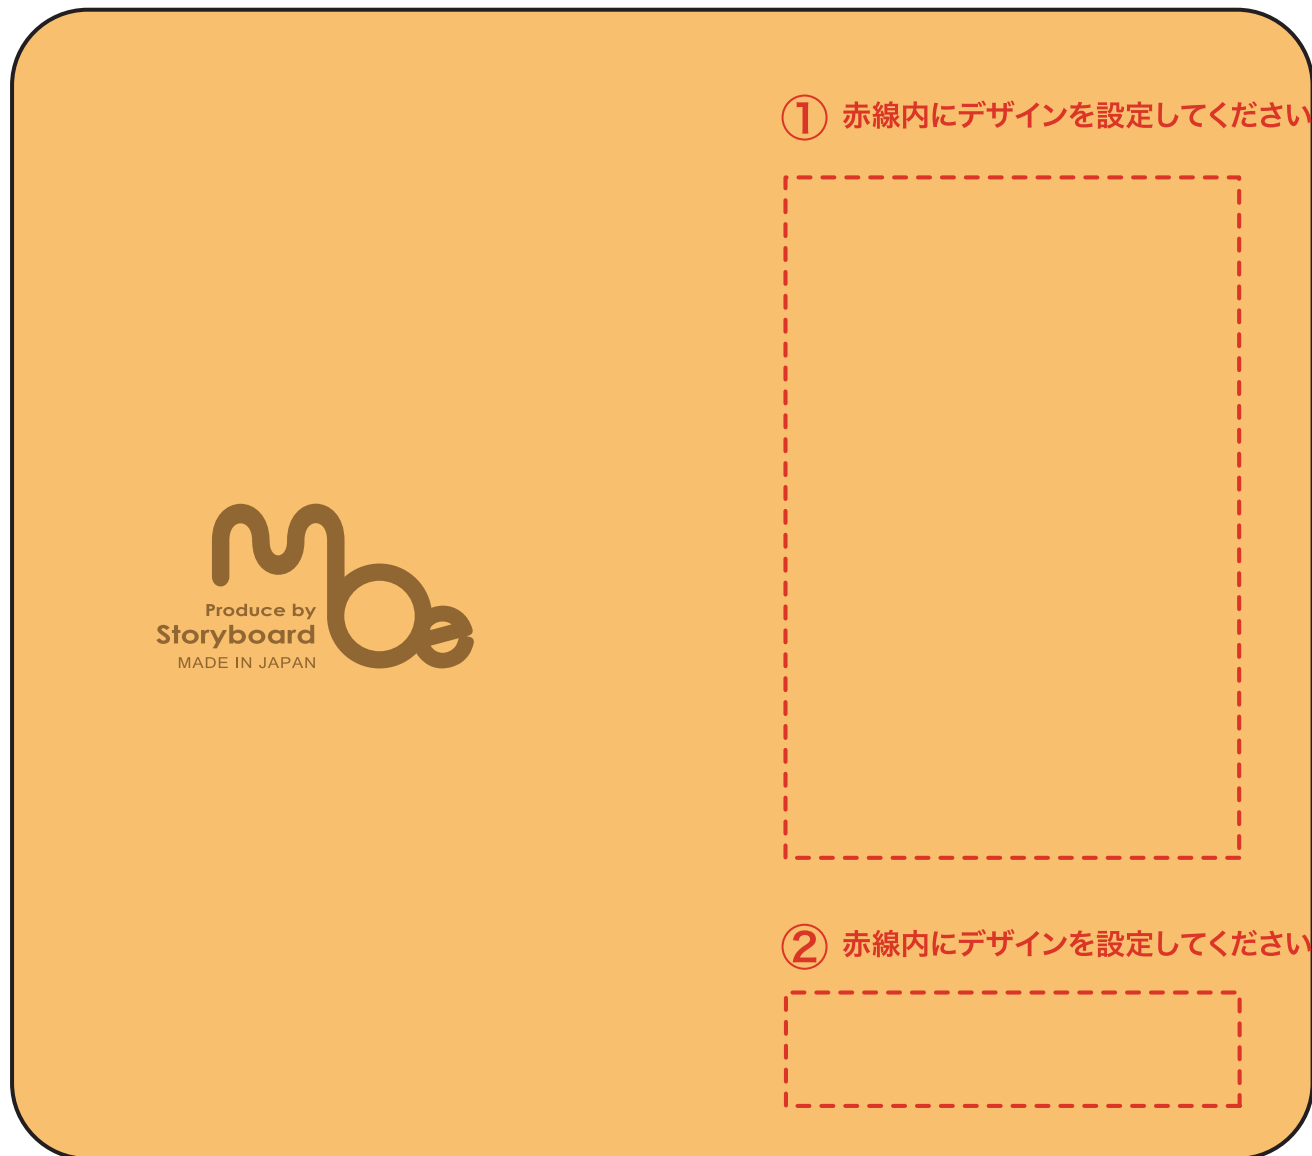 ① 赤線内にデザインを設定してください
Mbe
Produce by
Storyboard
MADE IN JAPAN
② 赤線内にデザインを設定してください